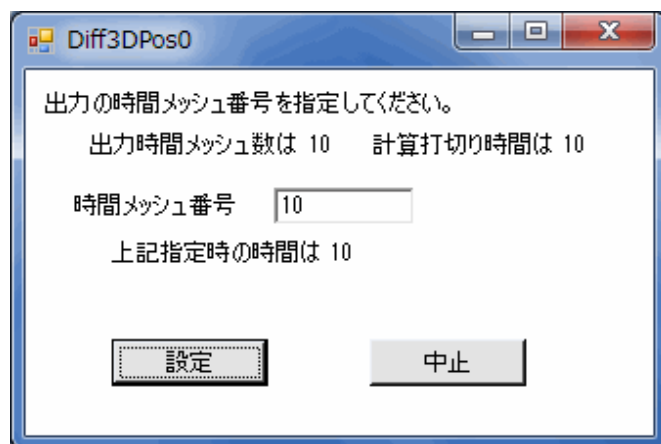 Diff3DPos0
出力の時間メッシュ番号を指定してください。
出力時間メッシュ数は 10 計算打切り時間は 10
時間メッシュ番号 10
上記指定時の時間は 10
設定 中止